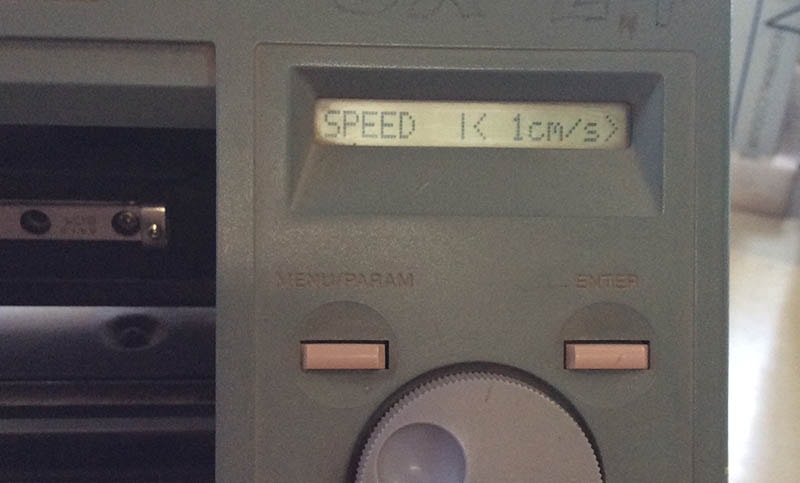 SPEED |< 1cm/s>
MENU/PARAM
ENTER